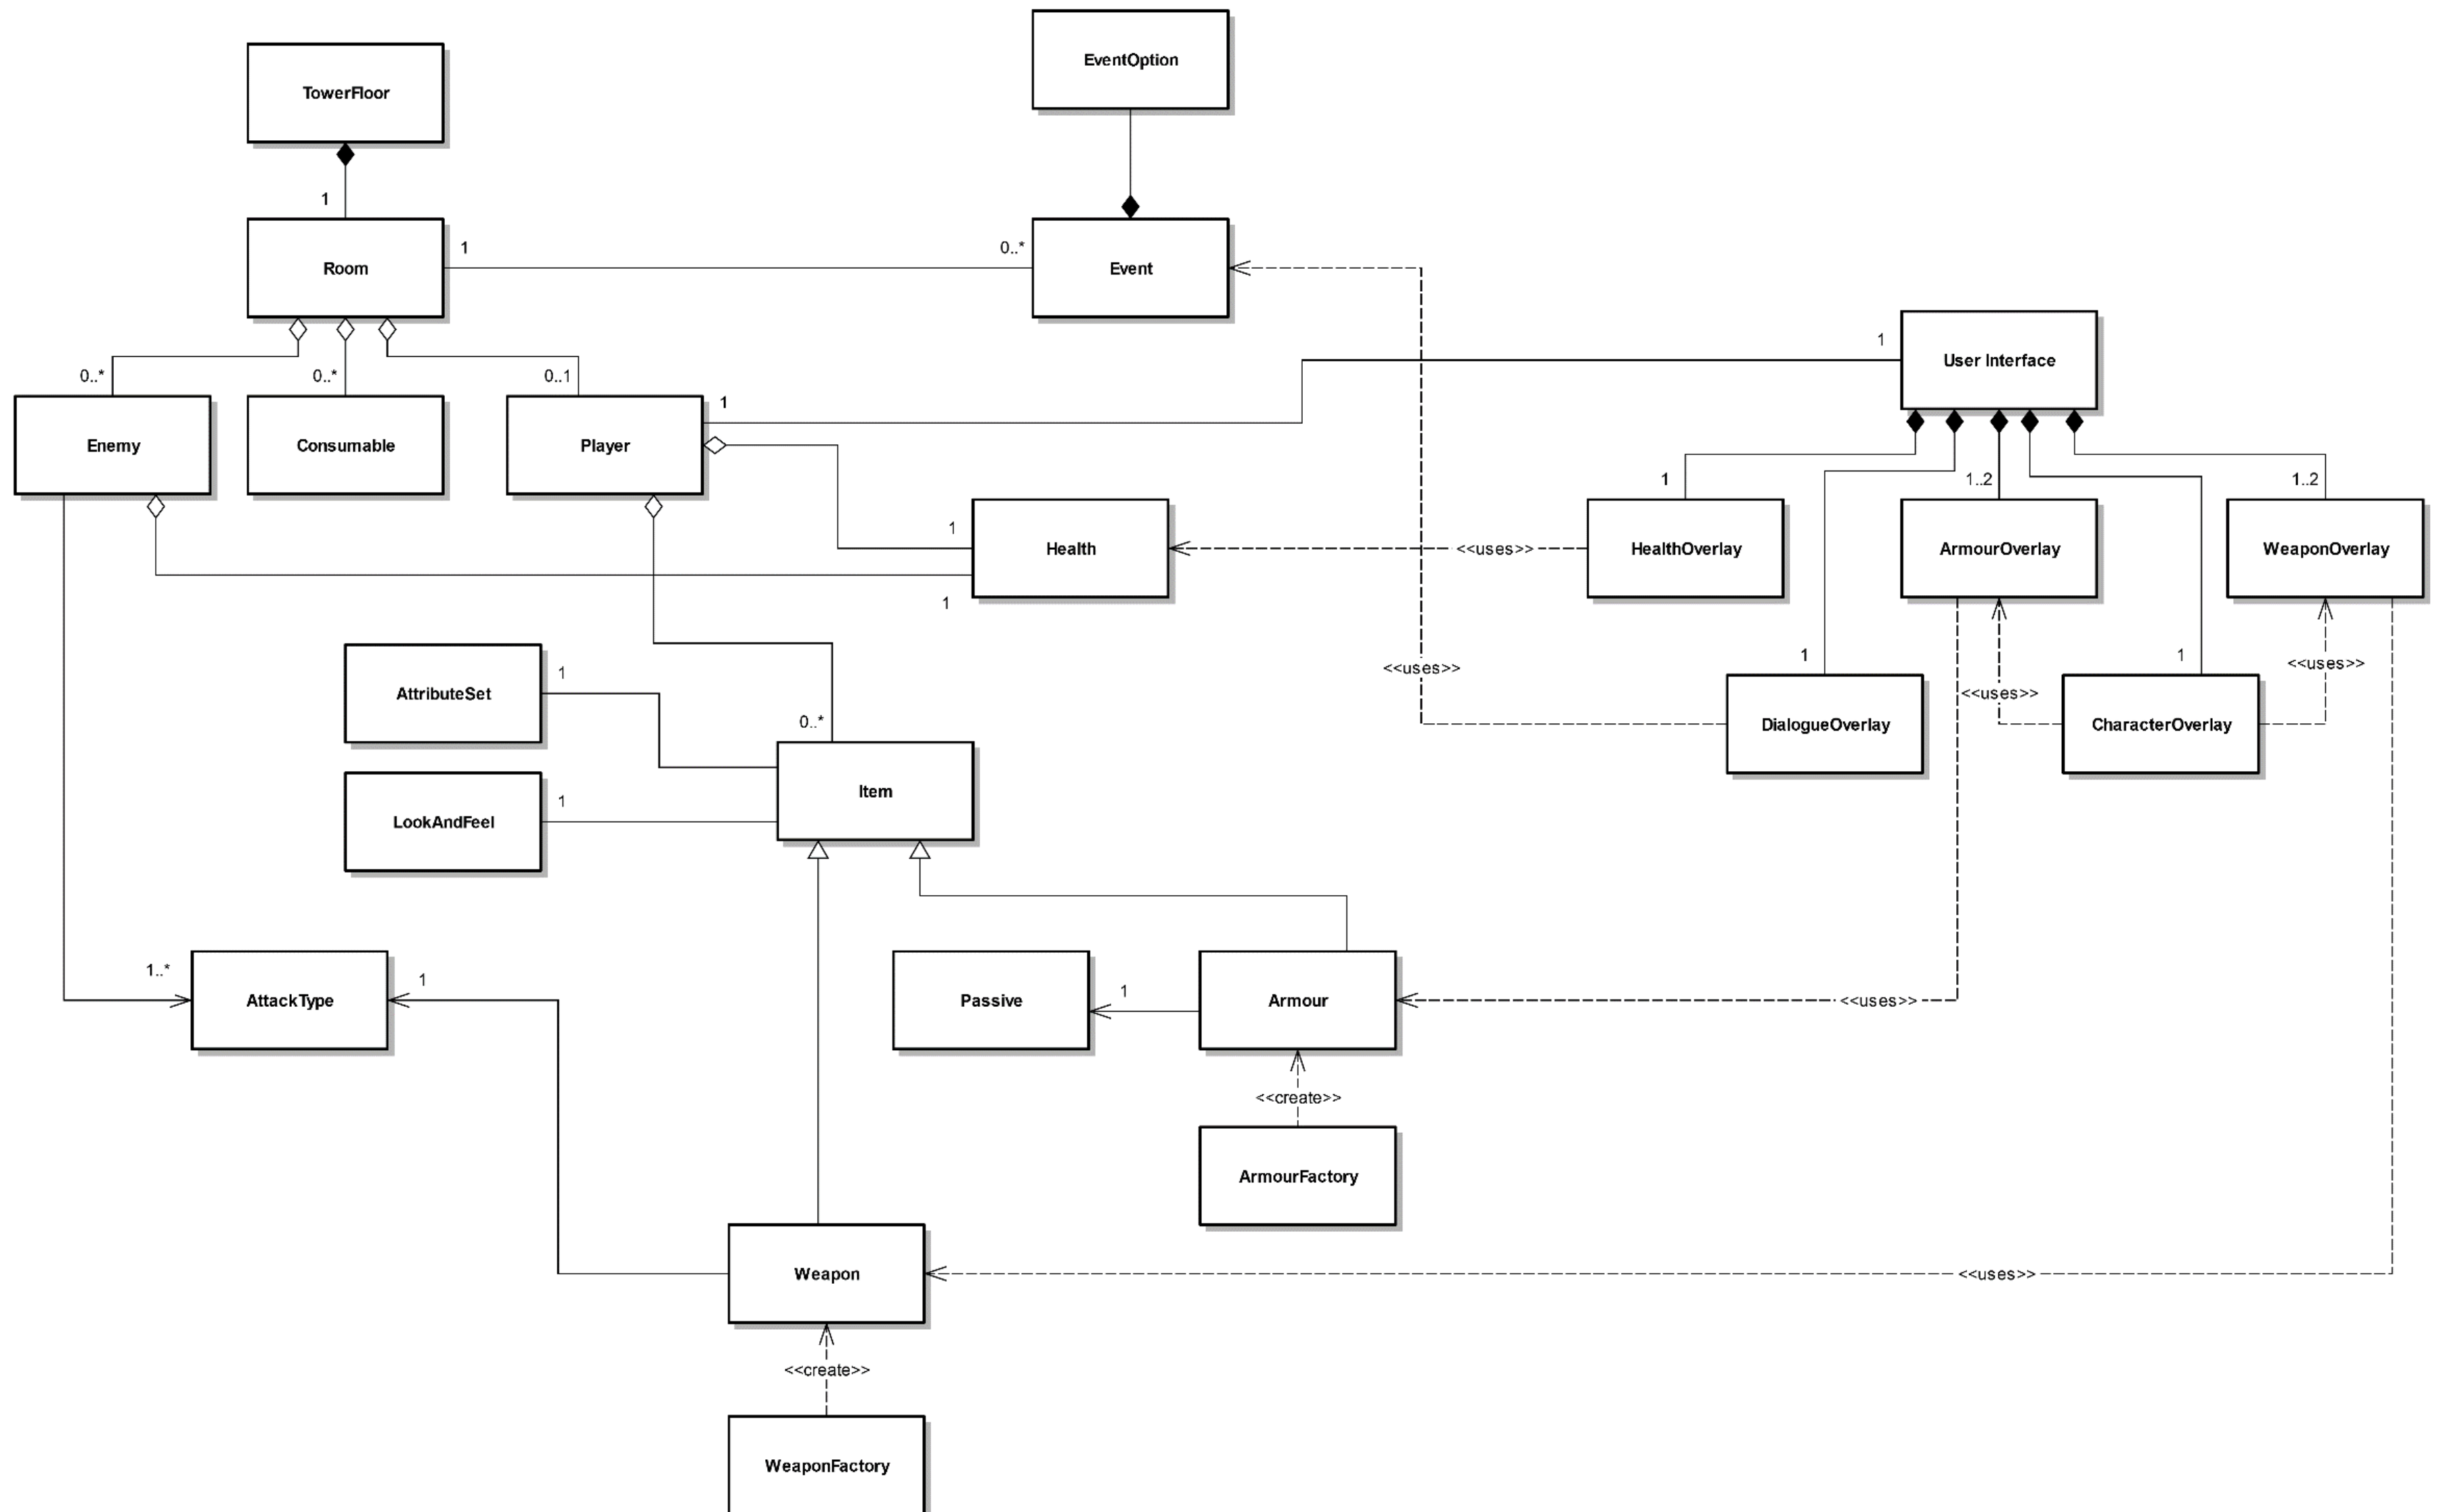 EventOption
TowerFloor
1
Room
1
0..*
Event
1
User Interface
0..*
0..*
0..1
1
Enemy
Consumable
Player
1
1..2
1..2
1
Health
<<uses>>
HealthOverlay
ArmourOverlay
WeaponOverlay
1
1
1
<<uses>>
<<uses>>
1
AttributeSet
<<uses>>
0..*
DialogueOverlay
CharacterOverlay
1
Item
LookAndFeel
1..*
1
1
AttackType
Passive
Armour
<<uses>>
<<create>>
ArmourFactory
Weapon
<<uses>>
<<create>>
WeaponFactory